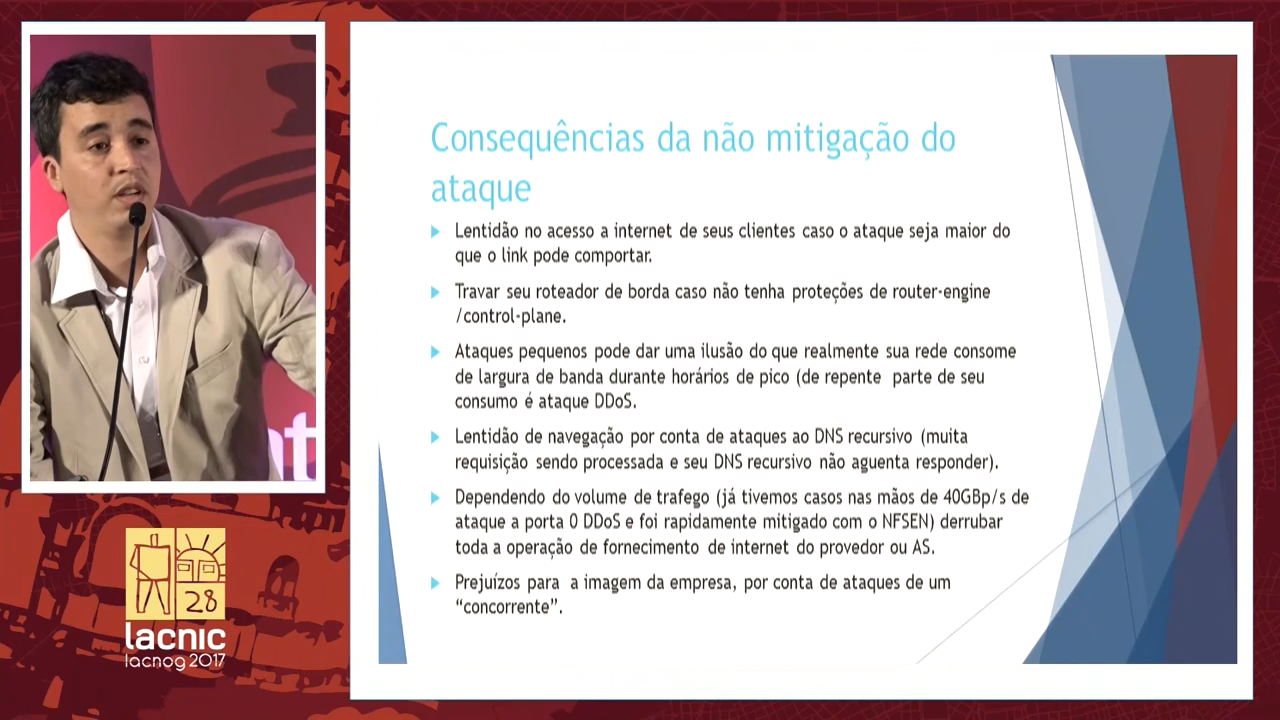 Consequências da não mitigação do
ataque
Lentidão no acesso a internet de seus clientes caso o ataque seja maior do
que o link pode comportar.
Travar seu roteador de borda caso não tenha proteções de router-engine
/control-plane.
Ataques pequenos pode dar uma ilusão do que realmente sua rede consome
de largura de banda durante horários de pico (de repente parte de seu
consumo é ataque DDoS.
Lentidão de navegação por conta de ataques ao DNS recursivo (muita
requisição sendo processada e seu DNS recursivo não aguenta responder).
Dependendo do volume de trafego (já tivemos casos nas mãos de 40GBp/s de
ataque a porta 0 DDoS e foi rapidamente mitigado com o NFSEN) derrubar
toda a operação de fornecimento de internet do provedor ou AS.
Prejuízos para a imagem da empresa, por conta de ataques de um
“concorrente”.
28
lacnic
lacnog 2017